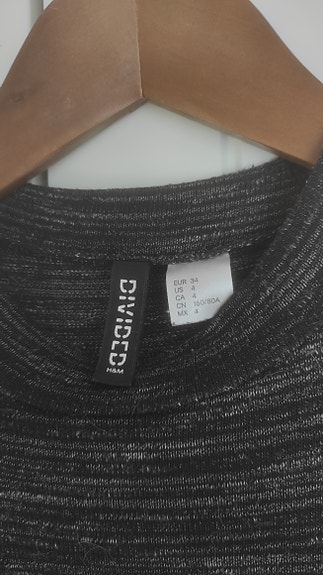 DIVIDED
H&M
EUR 34
US 4
CA 4
CN 160/80A
MX 4